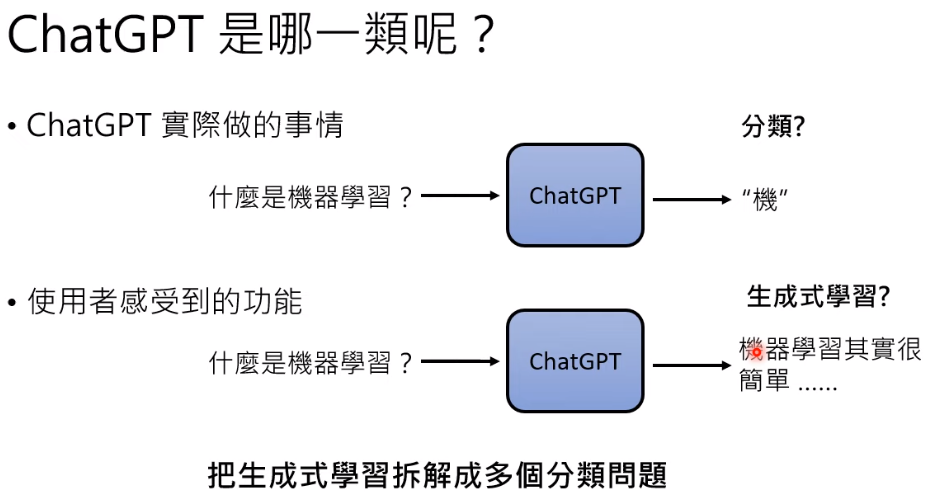 ChatGPT 是哪一類呢？
• ChatGPT 實際做的事情
分類?
什麼是機器學習？
ChatGPT
“機”
• 使用者感受到的功能
生成式學習?
什麼是機器學習？
ChatGPT
機器學習其實很
簡單 ......
把生成式學習拆解成多個分類問題